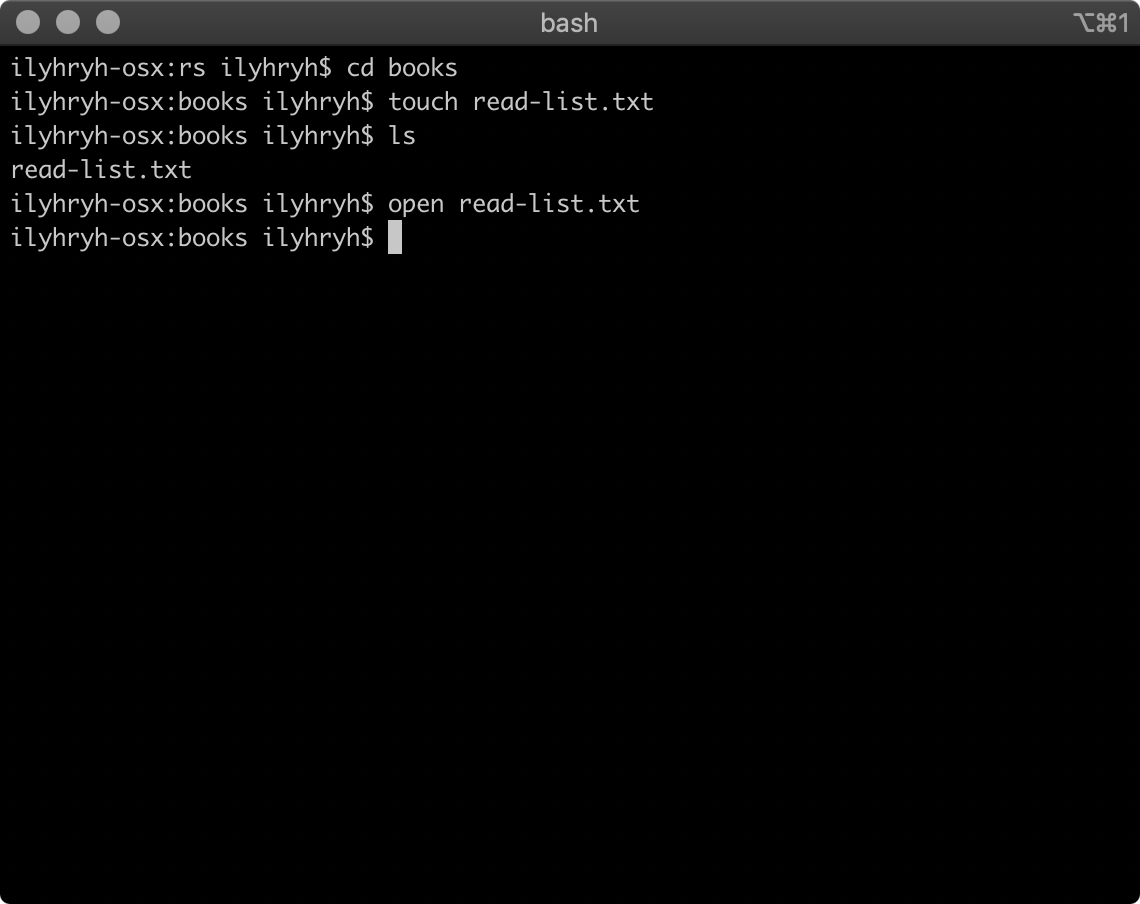 bash ⌥⌘1
ilyhryh-osx:rs ilyhryh$ cd books
ilyhryh-osx:books ilyhryh$ touch read-list.txt
ilyhryh-osx:books ilyhryh$ ls
read-list.txt
ilyhryh-osx:books ilyhryh$ open read-list.txt
ilyhryh-osx:books ilyhryh$